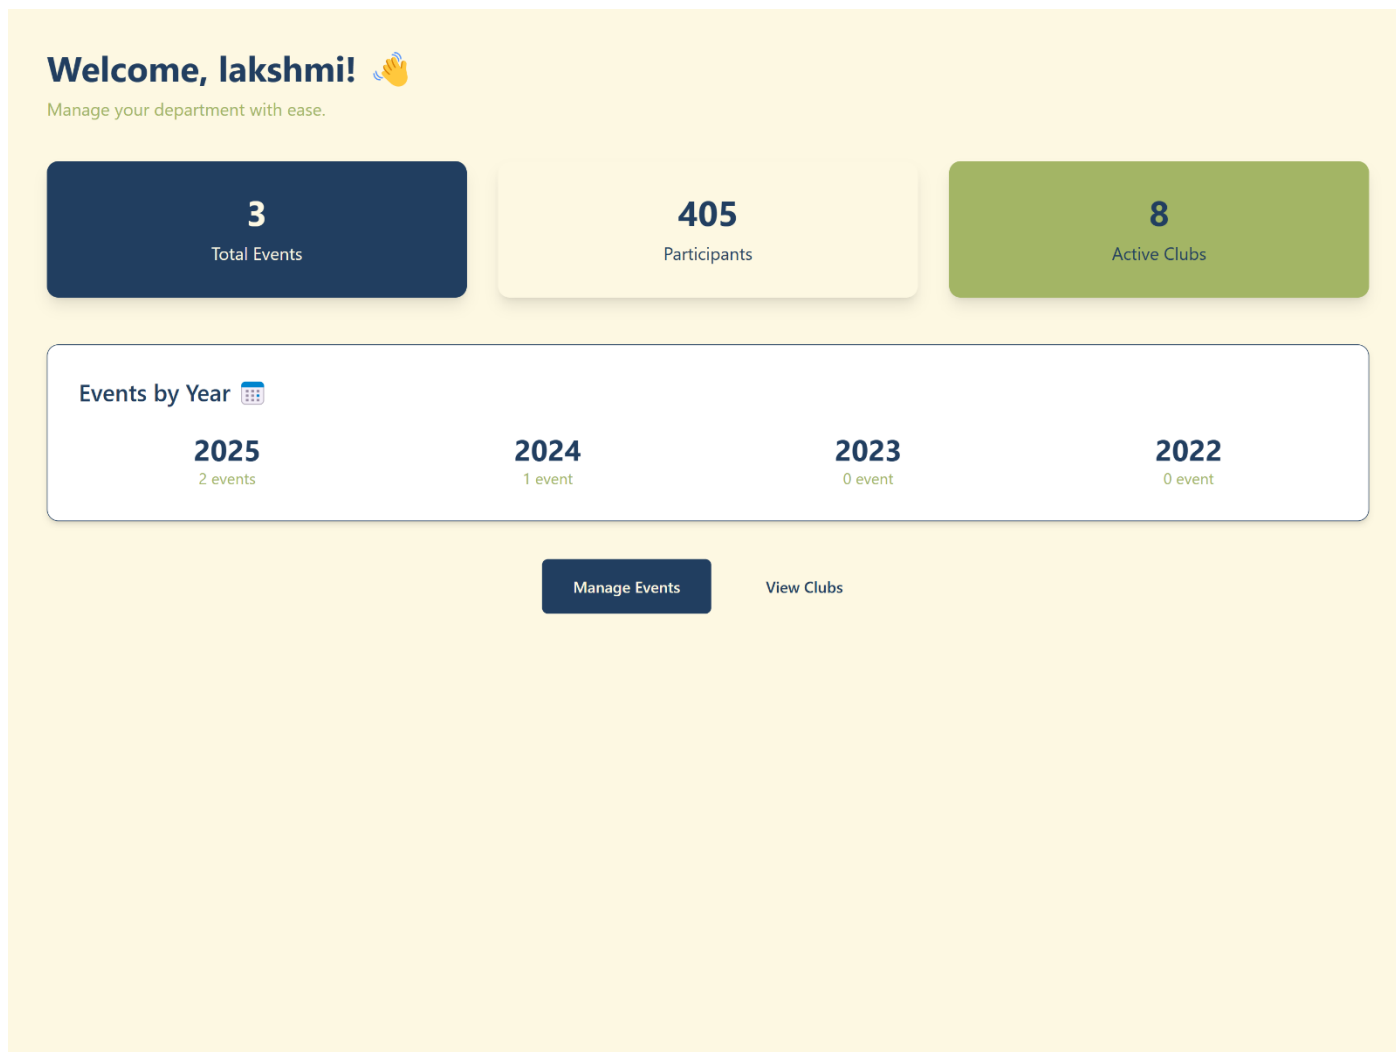 Welcome, lakshmi! 👋
Manage your department with ease.
3
Total Events
405
Participants
8
Active Clubs
Events by Year 📅
2025
2 events
2024
1 event
2023
0 event
2022
0 event
Manage Events
View Clubs